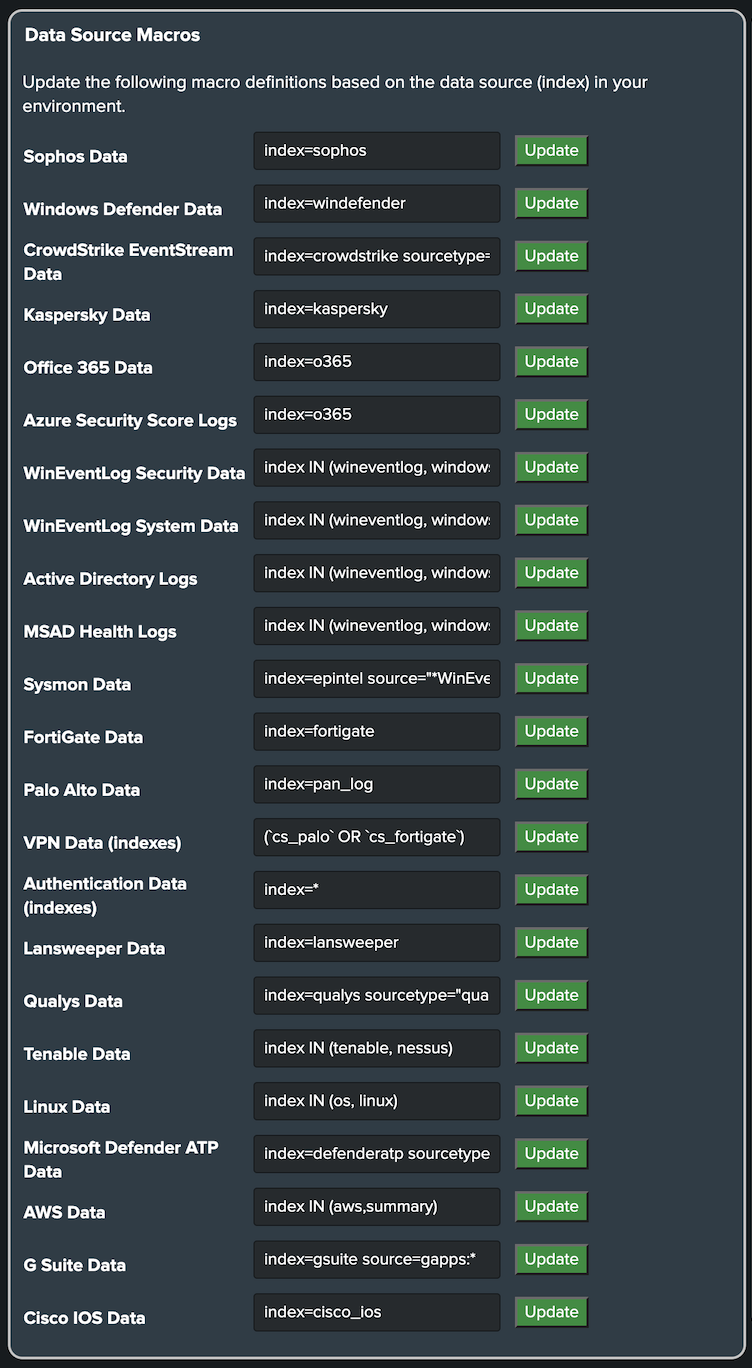 Data Source Macros
Update the following macro definitions based on the data source (index) in your
environment.
Sophos Data index=sophos Update
Windows Defender Data index=windefender Update
CrowdStrike EventStream
Data index=crowdstrike sourcetype= Update
Kaspersky Data index=kaspersky Update
Office 365 Data index=o365 Update
Azure Security Score Logs index=o365 Update
WinEventLog Security Data index IN (wineventlog, windows Update
WinEventLog System Data index IN (wineventlog, windows Update
Active Directory Logs index IN (wineventlog, windows Update
MSAD Health Logs index IN (wineventlog, windows Update
Sysmon Data index=epintel source="*WinEve Update
FortiGate Data index=fortigate Update
Palo Alto Data index=pan_log Update
VPN Data (indexes) (`cs_palo` OR `cs_fortigate`) Update
Authentication Data
(indexes) index=* Update
Lansweeper Data index=lansweeper Update
Qualys Data index=qualys sourcetype="qua Update
Tenable Data index IN (tenable, nessus) Update
Linux Data index IN (os, linux) Update
Microsoft Defender ATP
Data index=defenderatp sourcetype Update
AWS Data index IN (aws,summary) Update
G Suite Data index=gsuite source=gapps:* Update
Cisco IOS Data index=cisco_ios Update